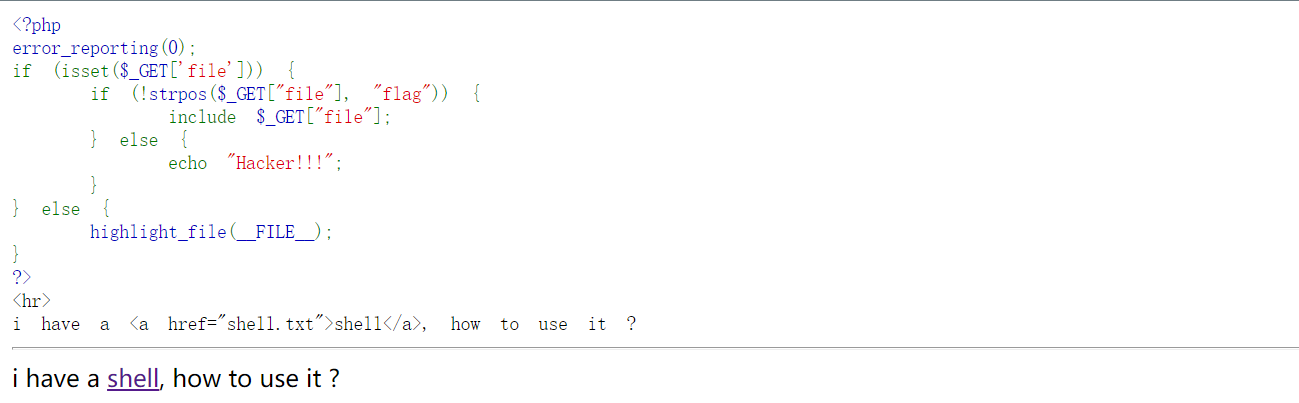 <?php
error_reporting(0);
if (isset($_GET['file'])) {
if (!strpos($_GET["file"], "flag")) {
include $_GET["file"];
} else {
echo "Hacker!!!";
}
} else {
highlight_file(__FILE__);
}
?>
<hr>
i have a <a href="shell.txt">shell</a>, how to use it ?
i have a shell, how to use it ?